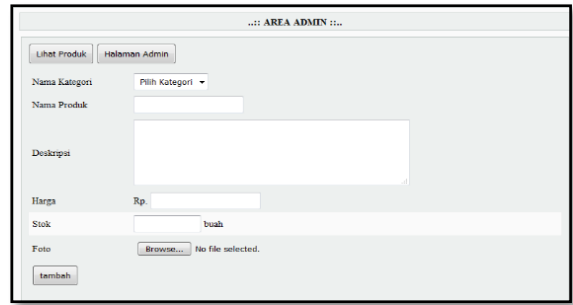 ..:: AREA ADMIN ::..
Lihat Produk Halaman Admin
Nama Kategori Pilih Kategori
Nama Produk
Deskripsi
Harga Rp.
Stok buah
Foto Browse... No file selected.
tambah